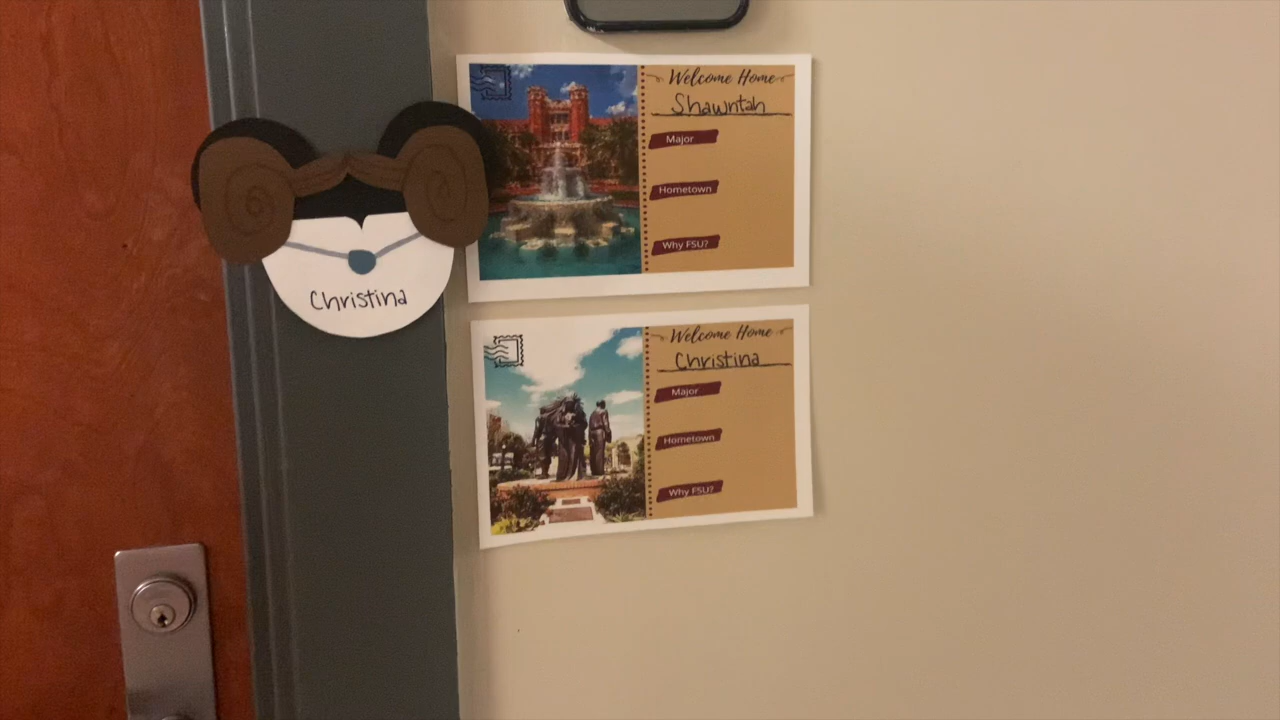 Welcome Home
Shawntah
Major
Hometown
Why FSU?
Christina
Welcome Home
Christina
Major
Hometown
Why FSU?